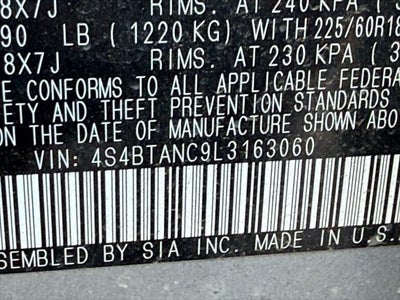 8X7J RIMS. AT 240 KPA (
90 LB ( 1220 KG) WITH 225/60R18
8X7J RIMS. AT 230 KPA (3
E CONFORMS TO ALL APPLICABLE FEDERA
ETY AND THEFT PREVENTION STANDARDS
ON THE DATE OF MANUFACTURE SHOWN ABO
VIN: 4S4BTANC9L3163060
SEMBLED BY SIA INC. MADE IN U.S.